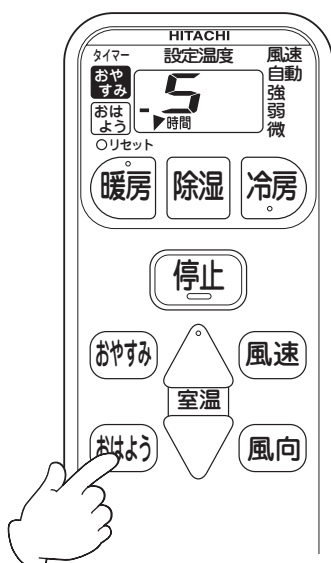 HITACHI
タイマー 設定温度 風速
おやすみ
おはよう
-5
▶時間
自動
強
弱
微
○リセット
暖房 除湿 冷房
停止
おやすみ 風速
室温
おはよう 風向